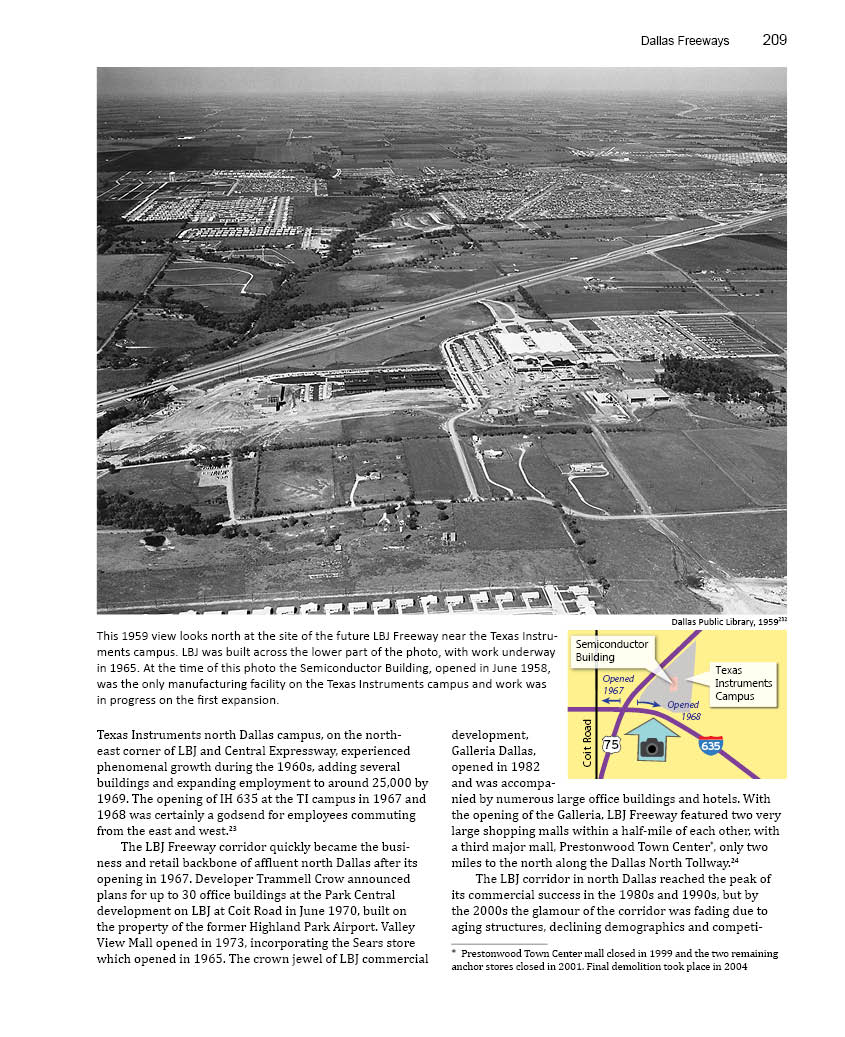 Dallas Freeways 209
Dallas Public Library, 1959²³²
This 1959 view looks north at the site of the future LBJ Freeway near the Texas Instru-
ments campus. LBJ was built across the lower part of the photo, with work underway
in 1965. At the time of this photo the Semiconductor Building, opened in June 1958,
was the only manufacturing facility on the Texas Instruments campus and work was
in progress on the first expansion.
Semiconductor
Building
Texas
Instruments
Campus
Opened
1967
Opened
1968
Coit Road
75
635
Texas Instruments north Dallas campus, on the north-
east corner of LBJ and Central Expressway, experienced
phenomenal growth during the 1960s, adding several
buildings and expanding employment to around 25,000 by
1969. The opening of IH 635 at the TI campus in 1967 and
1968 was certainly a godsend for employees commuting
from the east and west.²³
The LBJ Freeway corridor quickly became the busi-
ness and retail backbone of affluent north Dallas after its
opening in 1967. Developer Trammell Crow announced
plans for up to 30 office buildings at the Park Central
development on LBJ at Coit Road in June 1970, built on
the property of the former Highland Park Airport. Valley
View Mall opened in 1973, incorporating the Sears store
which opened in 1965. The crown jewel of LBJ commercial
development,
Galleria Dallas,
opened in 1982
and was accompa-
nied by numerous large office buildings and hotels. With
the opening of the Galleria, LBJ Freeway featured two very
large shopping malls within a half-mile of each other, with
a third major mall, Prestonwood Town Center*, only two
miles to the north along the Dallas North Tollway.²⁴
The LBJ corridor in north Dallas reached the peak of
its commercial success in the 1980s and 1990s, but by
the 2000s the glamour of the corridor was fading due to
aging structures, declining demographics and competi-
* Prestonwood Town Center mall closed in 1999 and the two remaining
anchor stores closed in 2001. Final demolition took place in 2004